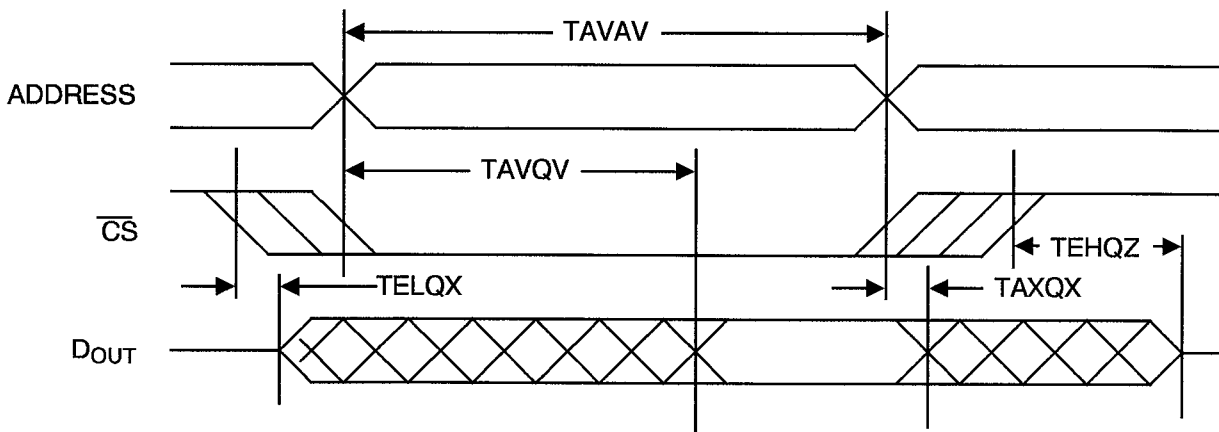 TAVAV
ADDRESS
TAVQV
CS
TEHQZ
TELQX
TAXQX
DOUT